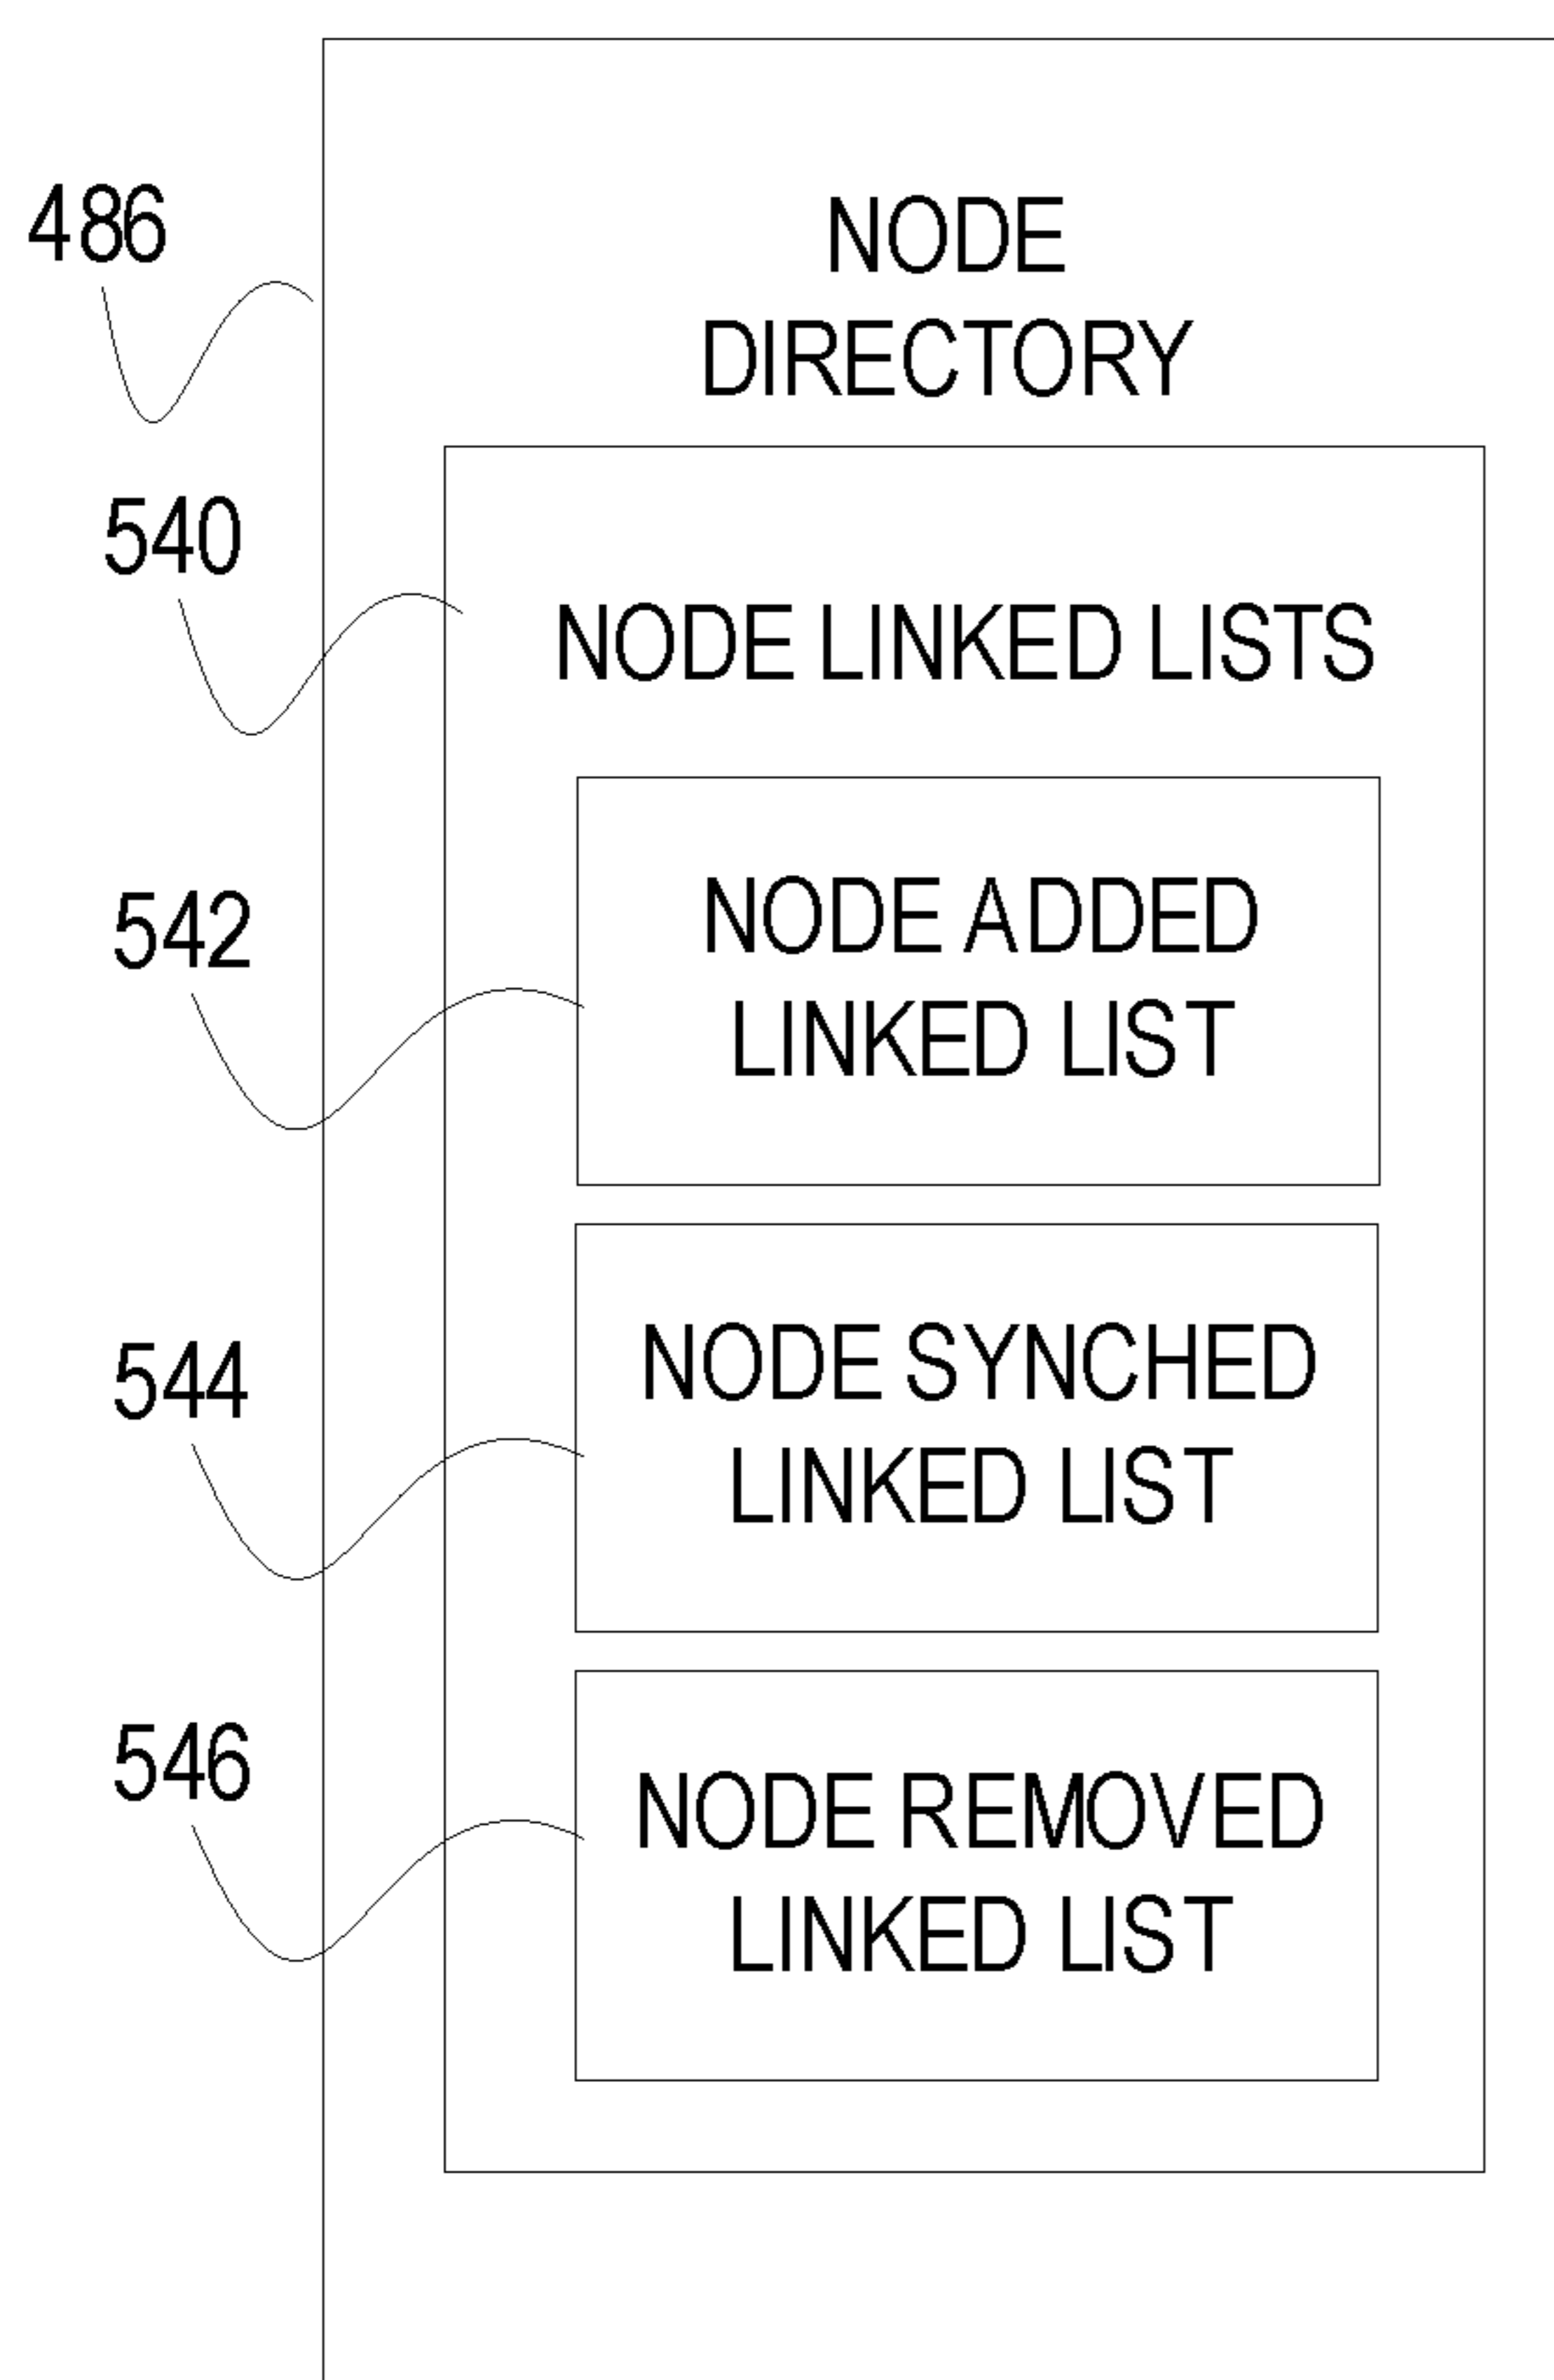 486
NODE
DIRECTORY
540
NODE LINKED LISTS
542
NODE ADDED
LINKED LIST
544
NODE SYNCHED
LINKED LIST
546
NODE REMOVED
LINKED LIST